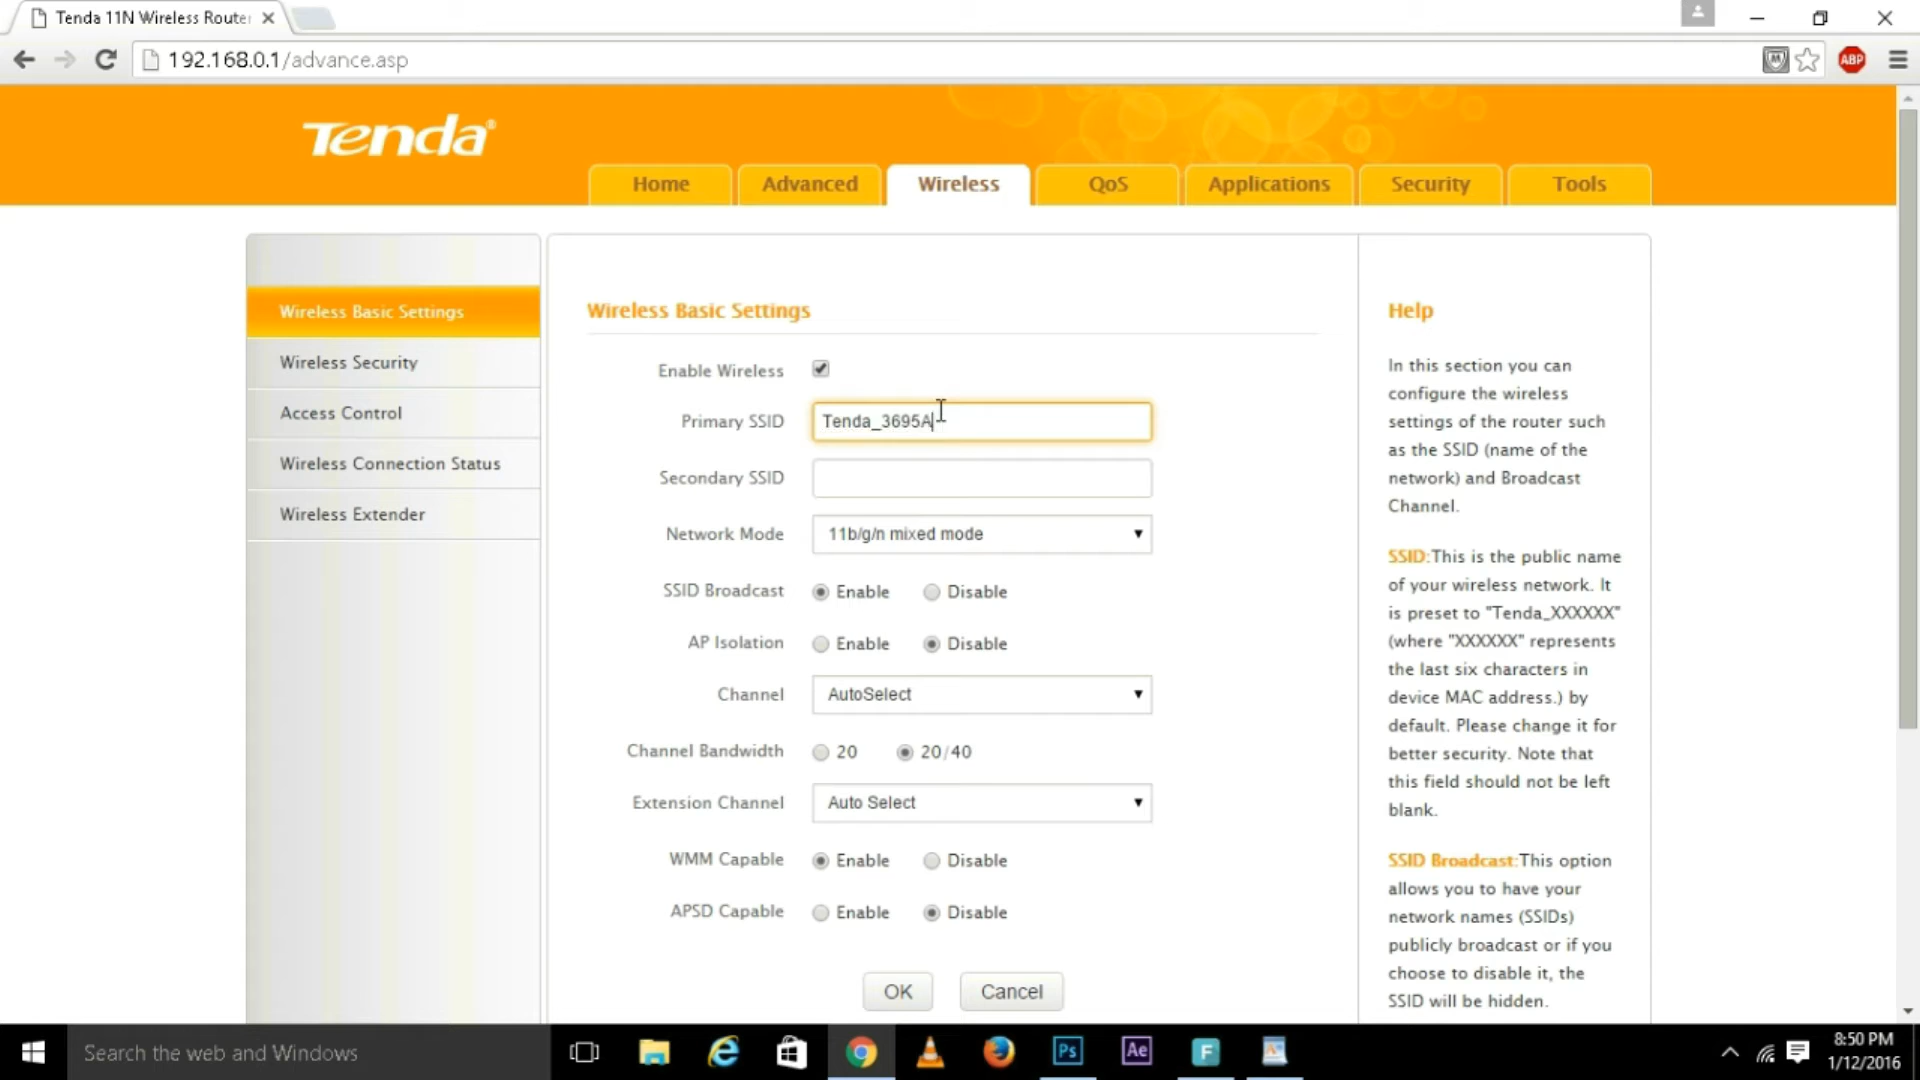 Tenda 11N Wireless Router
192.168.0.1/advance.asp
ABP
Tenda®
Home
Advanced
Wireless
QoS
Applications
Security
Tools
Wireless Basic Settings
Wireless Security
Access Control
Wireless Connection Status
Wireless Extender
Wireless Basic Settings
Enable Wireless
Primary SSID
Tenda_3695A
Secondary SSID
Network Mode
11b/g/n mixed mode
SSID Broadcast
Enable
Disable
AP Isolation
Enable
Disable
Channel
AutoSelect
Channel Bandwidth
20
20/40
Extension Channel
Auto Select
WMM Capable
Enable
Disable
APSD Capable
Enable
Disable
OK
Cancel
Help
In this section you can
configure the wireless
settings of the router such
as the SSID (name of the
network) and Broadcast
Channel.
SSID:This is the public name
of your wireless network. It
is preset to "Tenda_XXXXXX"
(where "XXXXXX" represents
the last six characters in
device MAC address.) by
default. Please change it for
better security. Note that
this field should not be left
blank.
SSID Broadcast:This option
allows you to have your
network names (SSIDs)
publicly broadcast or if you
choose to disable it, the
SSID will be hidden.
Search the web and Windows
Ps
Ae
F
8:50 PM
1/12/2016